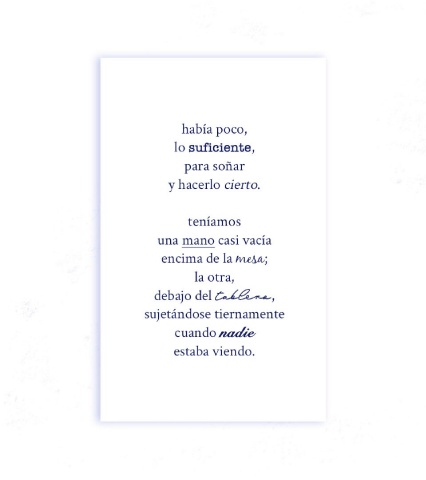 había poco,
lo suficiente,
para soñar
y hacerlo cierto.
teníamos
una mano casi vacía
encima de la mesa;
la otra,
debajo del tablero,
sujetándose tiernamente
cuando nadie
estaba viendo.